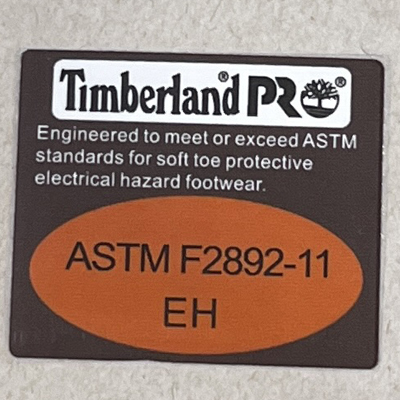 Timberland® PRO®
Engineered to meet or exceed ASTM
standards for soft toe protective
electrical hazard footwear.
ASTM F2892-11
EH